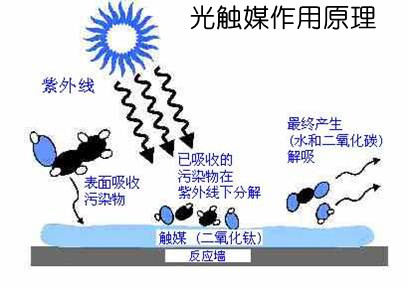 光触媒作用原理
紫外线
表面吸收
污染物
已吸收的
污染物在
紫外线下分解
最终产生
(水和二氧化碳)
解吸
触媒 (二氧化钛)
反应墙